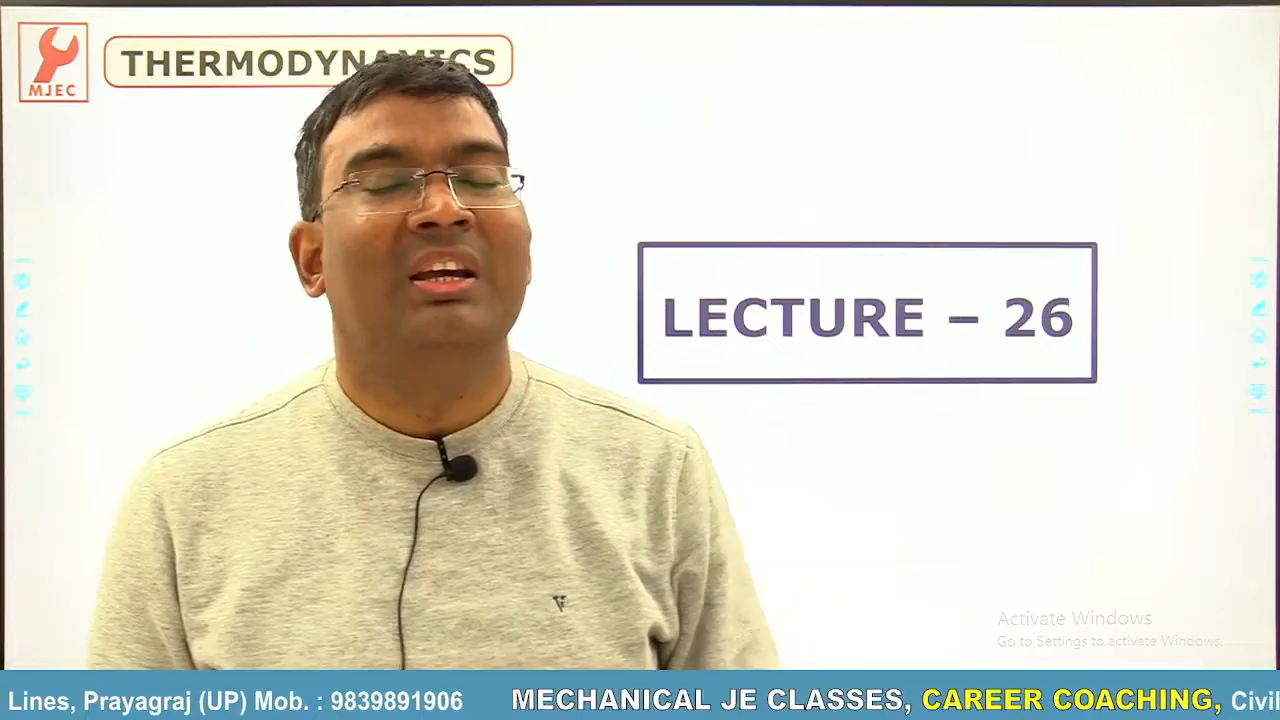 THERMODYNAMICS
MJEC
LECTURE – 26
Activate Windows
Go to Settings to activate Windows.
Lines, Prayagraj (UP) Mob. : 9839891906 MECHANICAL JE CLASSES, CAREER COACHING, Civil